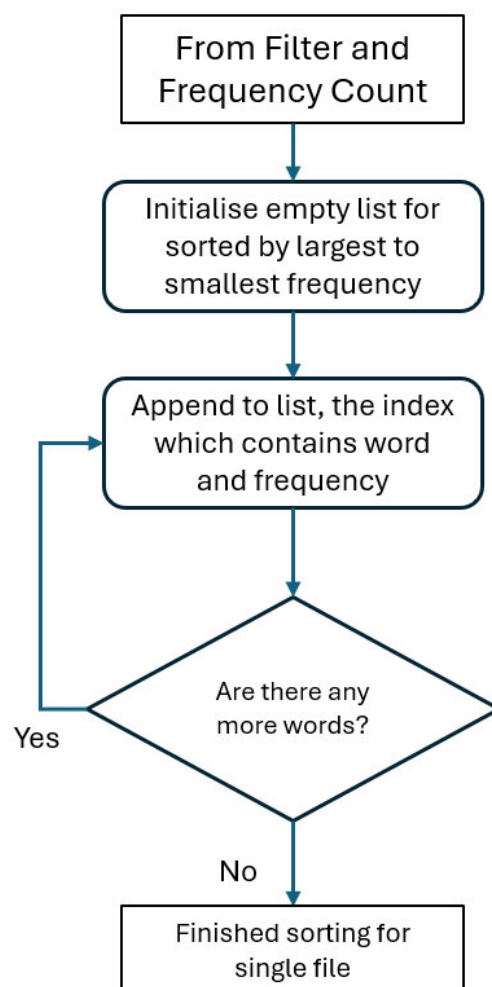 From Filter and
Frequency Count
Initialise empty list for
sorted by largest to
smallest frequency
Append to list, the index
which contains word
and frequency
Are there any
more words?
Yes
No
Finished sorting for
single file